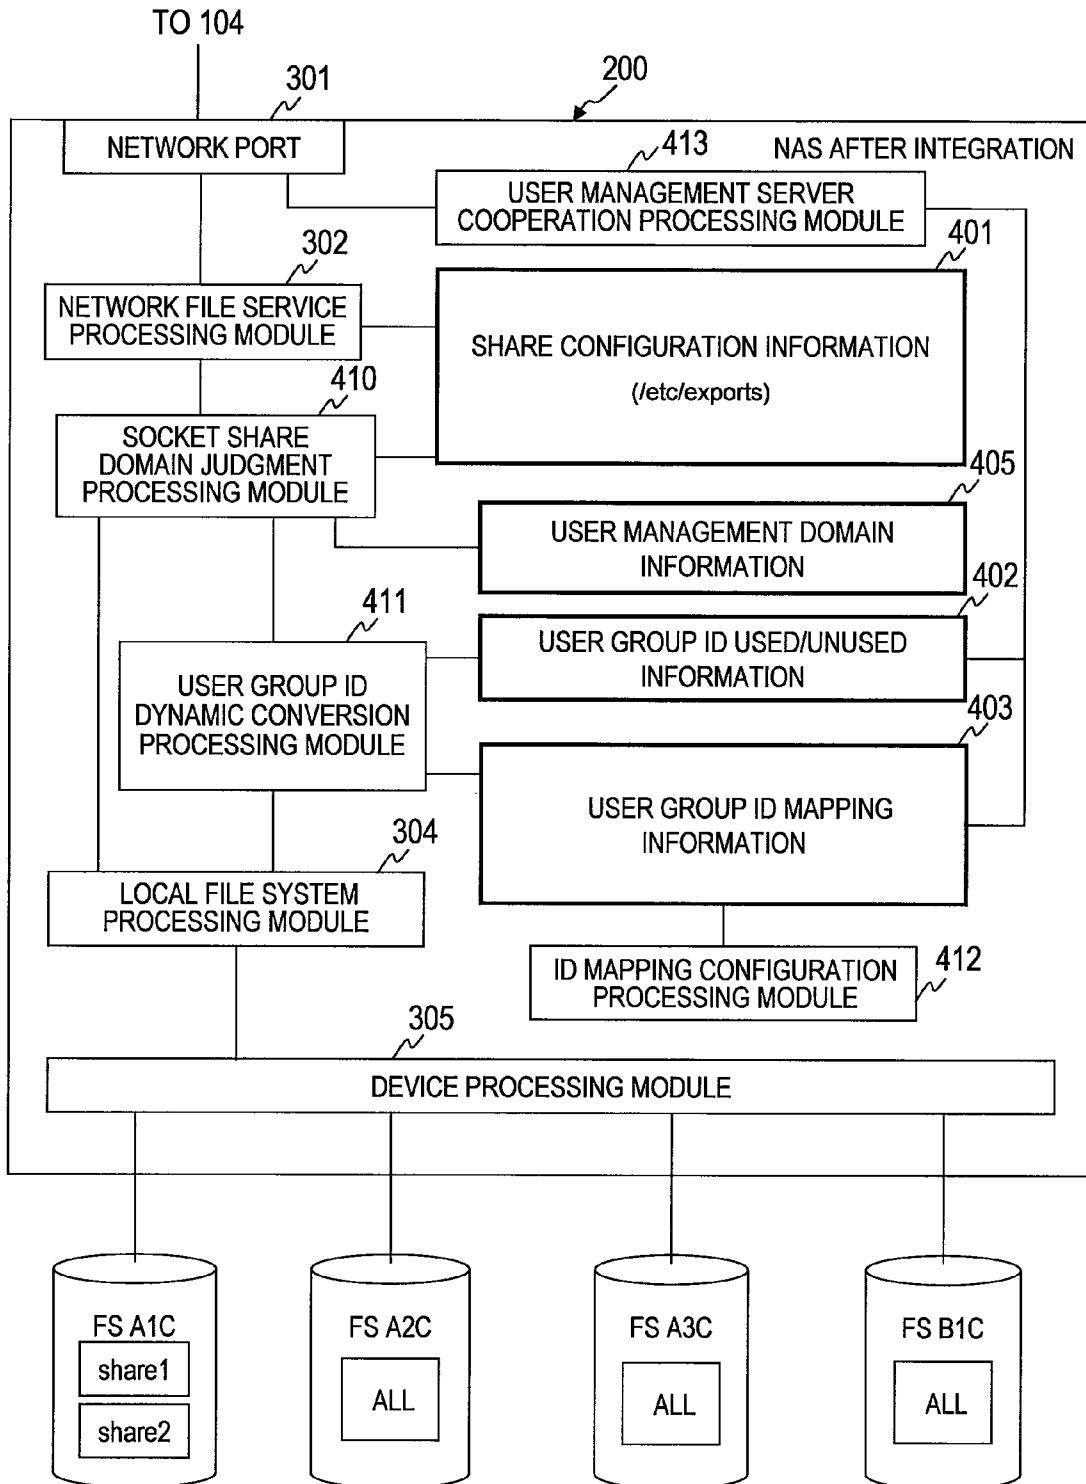 TO 104
301
200
NETWORK PORT
NAS AFTER INTEGRATION
413
USER MANAGEMENT SERVER
COOPERATION PROCESSING MODULE
401
302
NETWORK FILE SERVICE
PROCESSING MODULE
SHARE CONFIGURATION INFORMATION
(/etc/exports)
410
SOCKET SHARE
DOMAIN JUDGMENT
PROCESSING MODULE
405
USER MANAGEMENT DOMAIN
INFORMATION
402
411
USER GROUP ID USED/UNUSED
INFORMATION
USER GROUP ID
DYNAMIC CONVERSION
PROCESSING MODULE
403
USER GROUP ID MAPPING
INFORMATION
304
LOCAL FILE SYSTEM
PROCESSING MODULE
ID MAPPING CONFIGURATION
PROCESSING MODULE
412
305
DEVICE PROCESSING MODULE
FS A1C
share1
share2
FS A2C
ALL
FS A3C
ALL
FS B1C
ALL